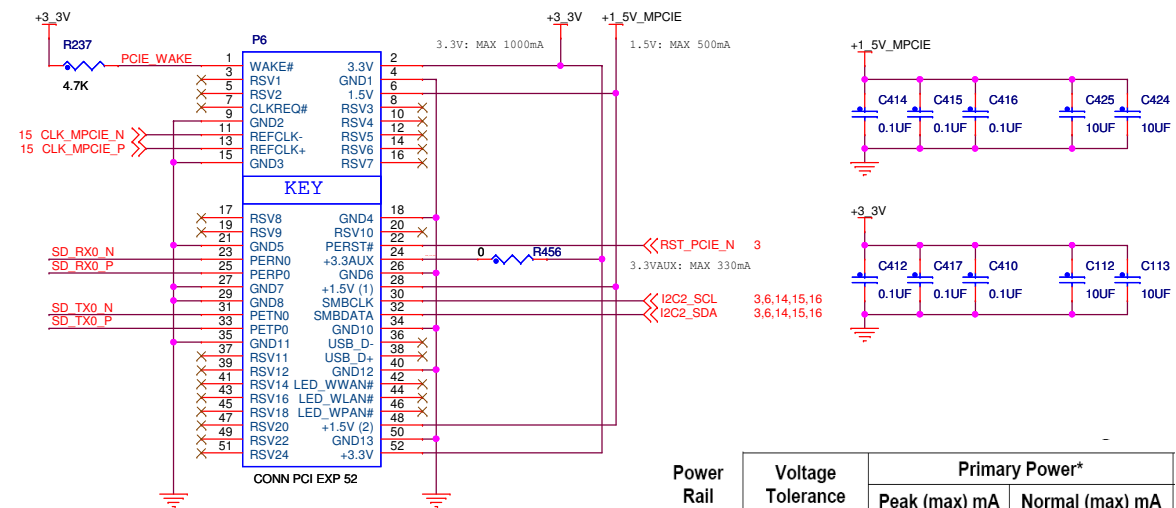 +3_3V
R237
4.7K
PCIE_WAKE
P6
+3_3V +1_5V_MPCIE
3.3V: MAX 1000mA
1.5V: MAX 500mA
1 WAKE# 3.3V 2
3 RSV1 GND1 4
5 RSV2 1.5V 6
7 CLKREQ# RSV3 8
9 GND2 RSV4 10
15 CLK_MPCIE_N 11 REFCLK- RSV5 12
15 CLK_MPCIE_P 13 REFCLK+ RSV6 14
15 GND3 RSV7 16
KEY
17 RSV8 GND4 18
19 RSV9 RSV10 20
21 GND5 PERST# 22 RST_PCIE_N 3
SD_RX0_N 23 PERN0 +3.3AUX 24 0 R456
3.3VAUX: MAX 330mA
SD_RX0_P 25 PERP0 GND6 26
27 GND7 +1.5V (1) 28
29 GND8 SMBCLK 30 I2C2_SCL 3,6,14,15,16
SD_TX0_N 31 PETN0 SMBDATA 32 I2C2_SDA 3,6,14,15,16
SD_TX0_P 33 PETP0 GND10 34
35 GND11 USB_D- 36
37 RSV11 USB_D+ 38
39 RSV12 GND12 40
41 RSV14 LED_WWAN# 42
43 RSV16 LED_WLAN# 44
45 RSV18 LED_WPAN# 46
47 RSV20 +1.5V (2) 48
49 RSV22 GND13 50
51 RSV24 +3.3V 52
CONN PCI EXP 52
+1_5V_MPCIE
C414 C415 C416 C425 C424
0.1UF 0.1UF 0.1UF 10UF 10UF
+3_3V
C412 C417 C410 C112 C113
0.1UF 0.1UF 0.1UF 10UF 10UF
Power Rail
Voltage Tolerance
Primary Power*
Peak (max) mA Normal (max) mA